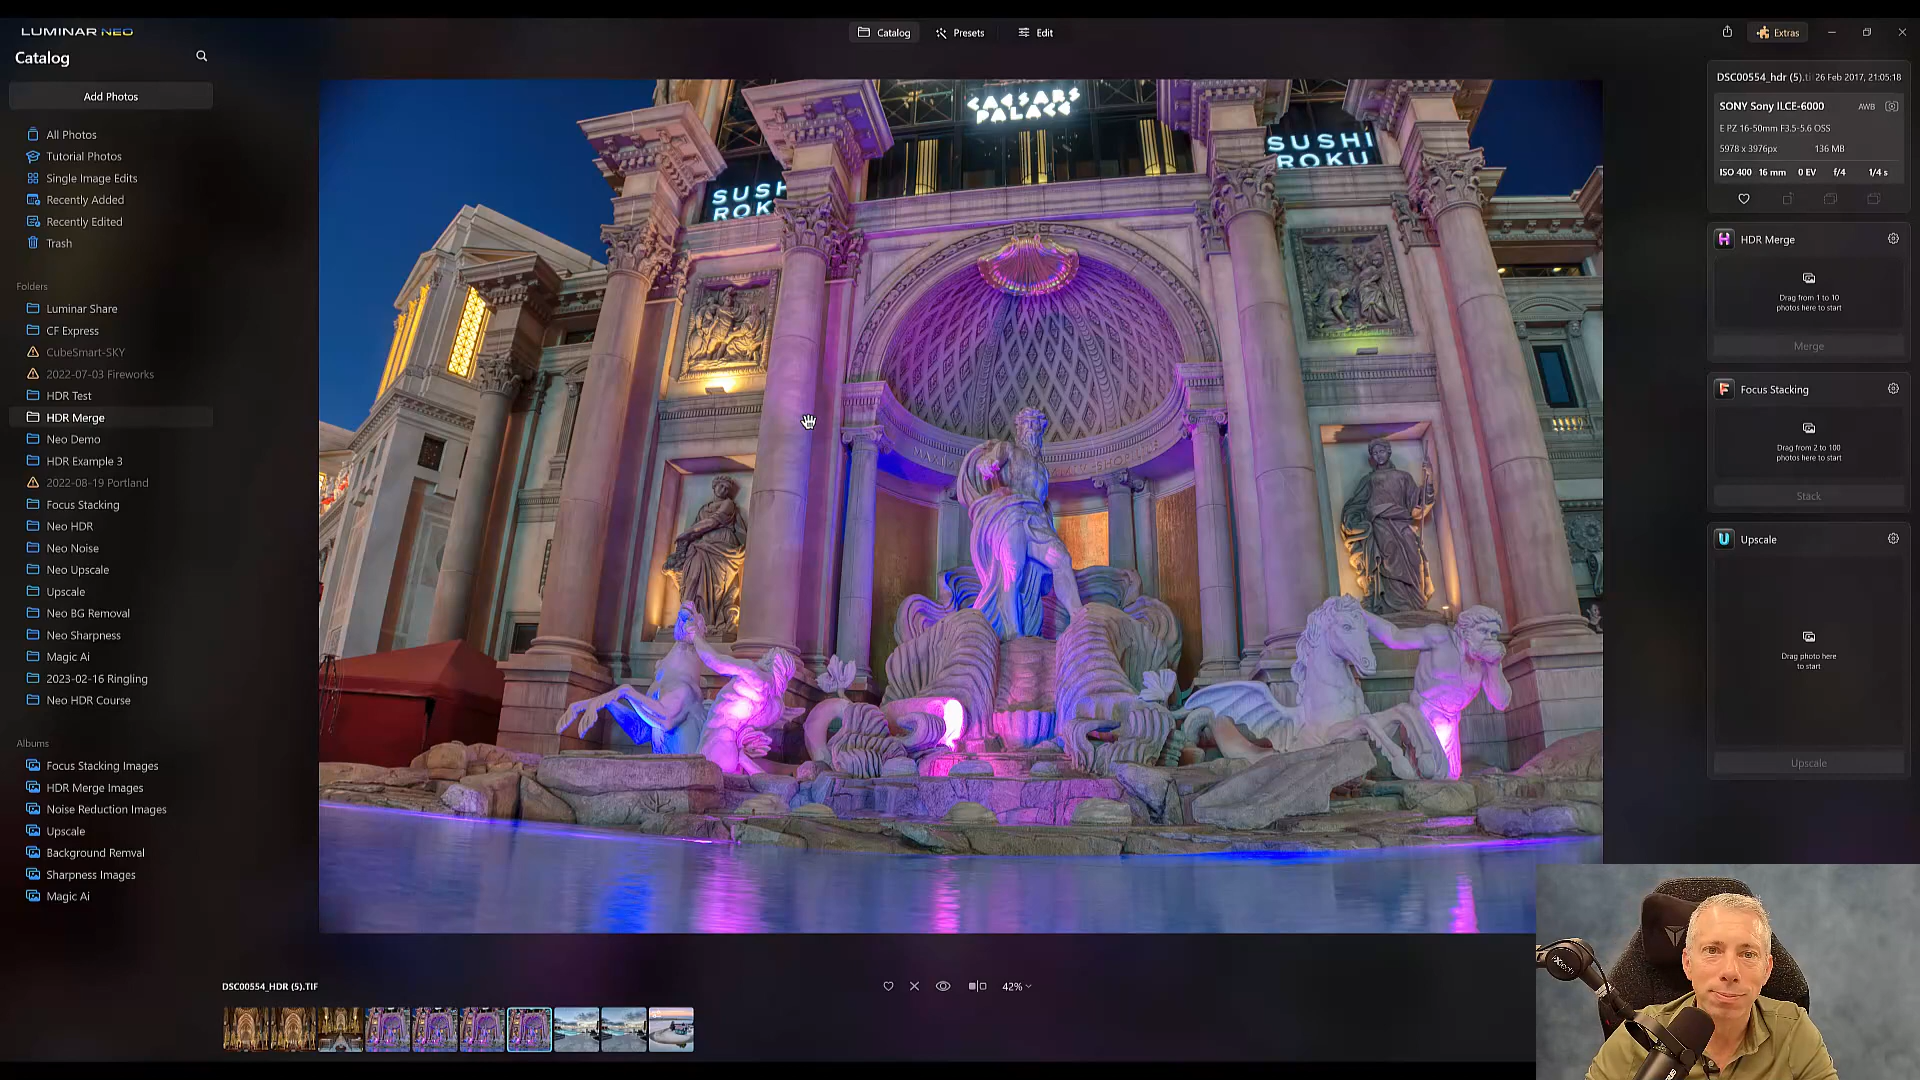 LUMINAR NEO
Catalog
Presets
Edit
Extras
Catalog
Add Photos
All Photos
Tutorial Photos
Single Image Edits
Recently Added
Recently Edited
Trash
Folders
Luminar Share
CF Express
CubeSmart-SKY
2022-07-03 Fireworks
HDR Test
HDR Merge
Neo Demo
HDR Example 3
2022-08-19 Portland
Focus Stacking
Neo HDR
Neo Noise
Neo Upscale
Upscale
Neo BG Removal
Neo Sharpness
Magic Ai
2023-02-16 Ringling
Neo HDR Course
Albums
Focus Stacking Images
HDR Merge Images
Noise Reduction Images
Upscale
Background Remval
Sharpness Images
Magic Ai
CAESARS
PALACE
SUSHI
ROKU
SUSH
ROK
DSC00554_HDR (5).TIF
42%
DSC00554_hdr (5).ti 26 Feb 2017, 21:05:18
SONY Sony ILCE-6000 AWB
E PZ 16-50mm F3.5-5.6 OSS
5978 x 3976px 136 MB
ISO 400 16 mm 0 EV f/4 1/4 s
HDR Merge
Drag from 1 to 10
photos here to start
Merge
Focus Stacking
Drag from 2 to 100
photos here to start
Stack
Upscale
Drag photo here
to start
Upscale